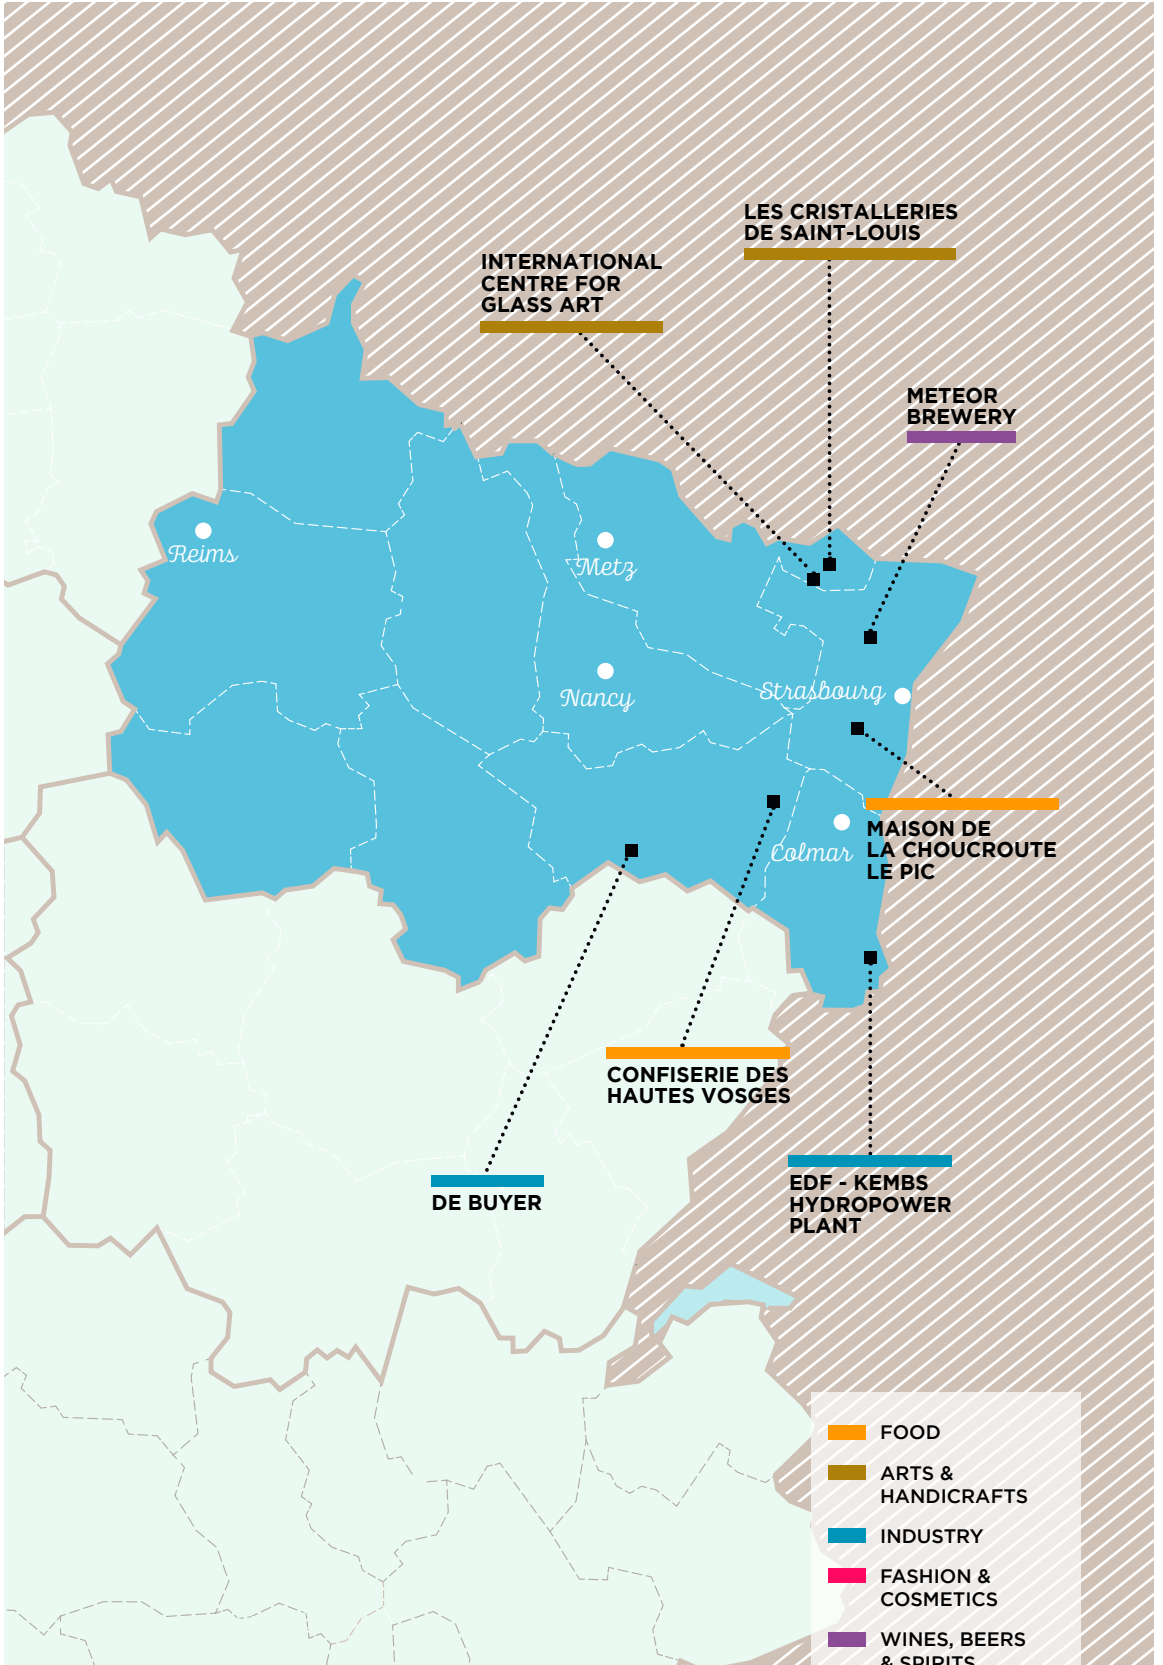 LES CRISTALLERIES
DE SAINT-LOUIS
INTERNATIONAL
CENTRE FOR
GLASS ART
METEOR
BREWERY
Reims
Metz
Nancy
Strasbourg
Colmar
MAISON DE
LA CHOUCROUTE
LE PIC
CONFISERIE DES
HAUTES VOSGES
DE BUYER
EDF - KEMBS
HYDROPOWER
PLANT
FOOD
ARTS &
HANDICRAFTS
INDUSTRY
FASHION &
COSMETICS
WINES, BEERS
& SPIRITS